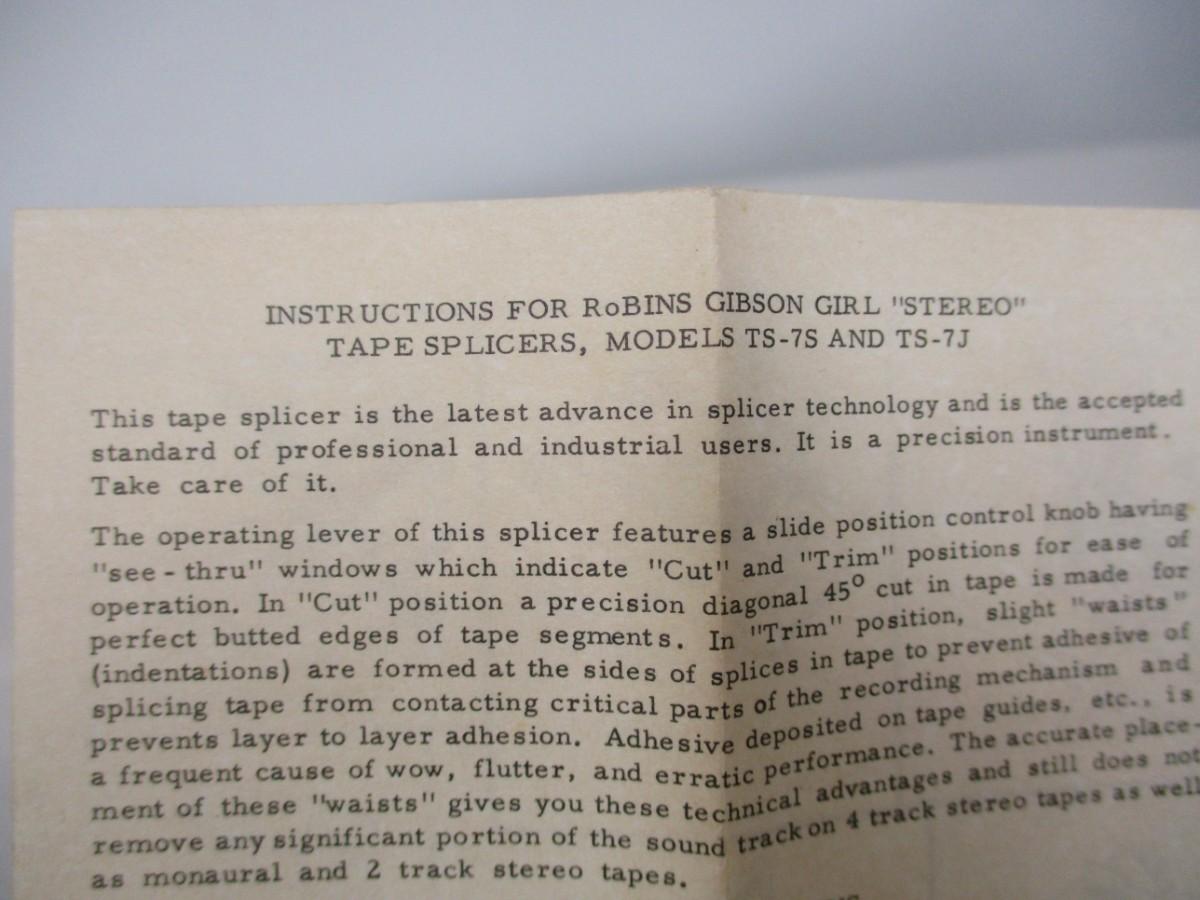 INSTRUCTIONS FOR RoBINS GIBSON GIRL "STEREO"
TAPE SPLICERS, MODELS TS-7S AND TS-7J
This tape splicer is the latest advance in splicer technology and is the accepted
standard of professional and industrial users. It is a precision instrument.
Take care of it.
The operating lever of this splicer features a slide position control knob having
"see - thru" windows which indicate "Cut" and "Trim" positions for ease of
operation. In "Cut" position a precision diagonal 45° cut in tape is made for
perfect butted edges of tape segments. In "Trim" position, slight "waists"
(indentations) are formed at the sides of splices in tape to prevent adhesive of
splicing tape from contacting critical parts of the recording mechanism and
prevents layer to layer adhesion. Adhesive deposited on tape guides, etc., is
a frequent cause of wow, flutter, and erratic performance. The accurate place-
ment of these "waists" gives you these technical advantages and still does not
remove any significant portion of the sound track on 4 track stereo tapes as well
as monaural and 2 track stereo tapes.